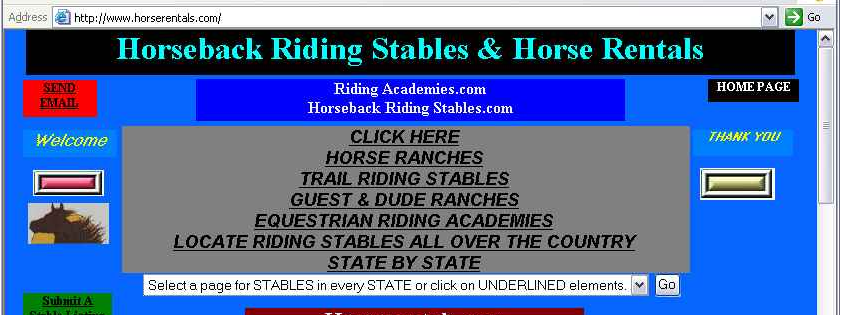 Address http://www.horserentals.com/ Go
Horseback Riding Stables & Horse Rentals
SEND
EMAIL
Riding Academies.com
Horseback Riding Stables.com
HOME PAGE
Welcome
CLICK HERE
HORSE RANCHES
TRAIL RIDING STABLES
GUEST & DUDE RANCHES
EQUESTRIAN RIDING ACADEMIES
LOCATE RIDING STABLES ALL OVER THE COUNTRY
STATE BY STATE
THANK YOU
Select a page for STABLES in every STATE or click on UNDERLINED elements. Go
Submit A